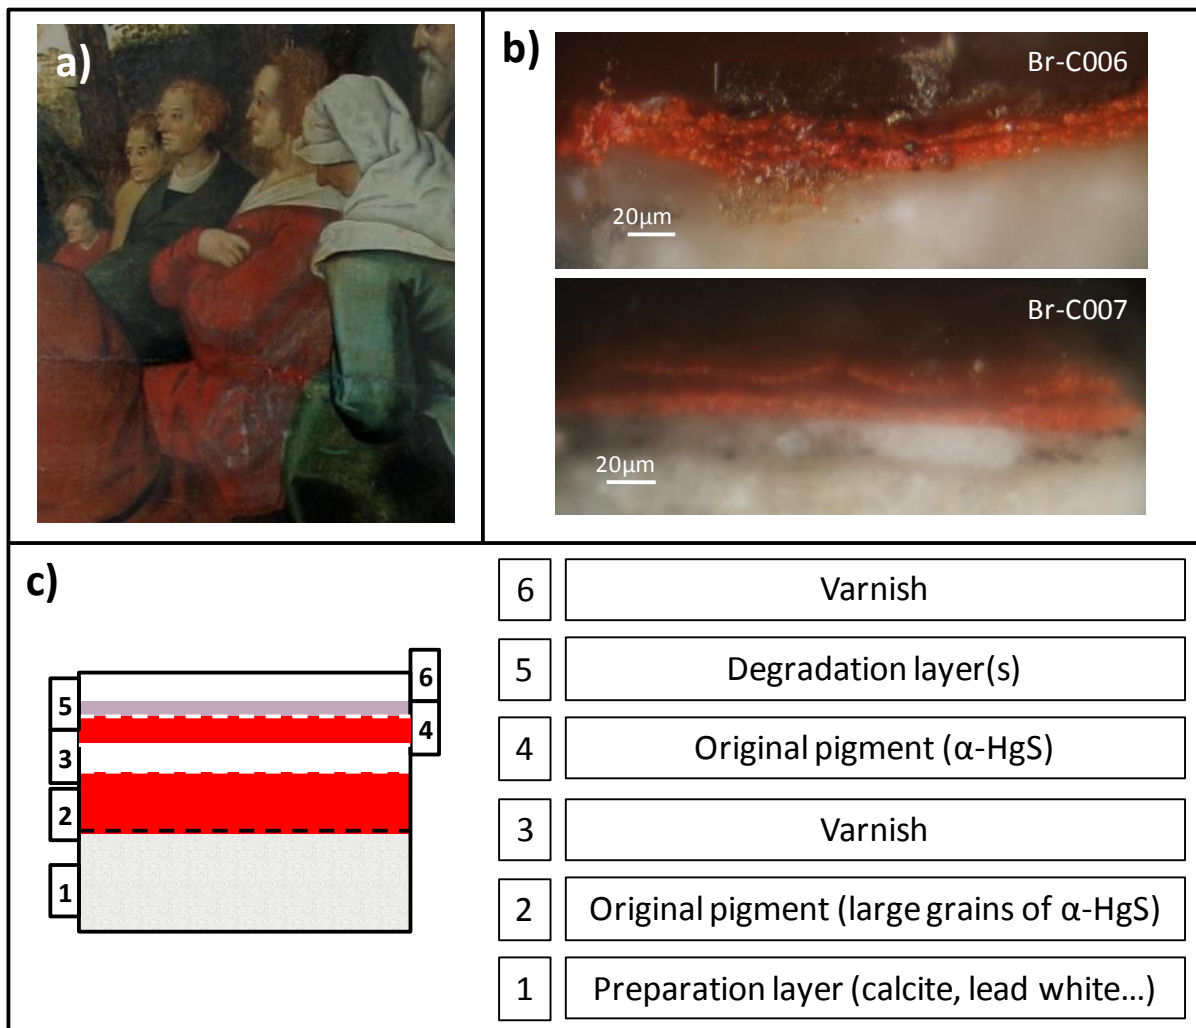 a)
b)
Br-C006
20µm
Br-C007
20µm
c)
6 Varnish
5 Degradation layer(s)
4 Original pigment (α-HgS)
3 Varnish
2 Original pigment (large grains of α-HgS)
1 Preparation layer (calcite, lead white...)
6
5
4
3
2
1